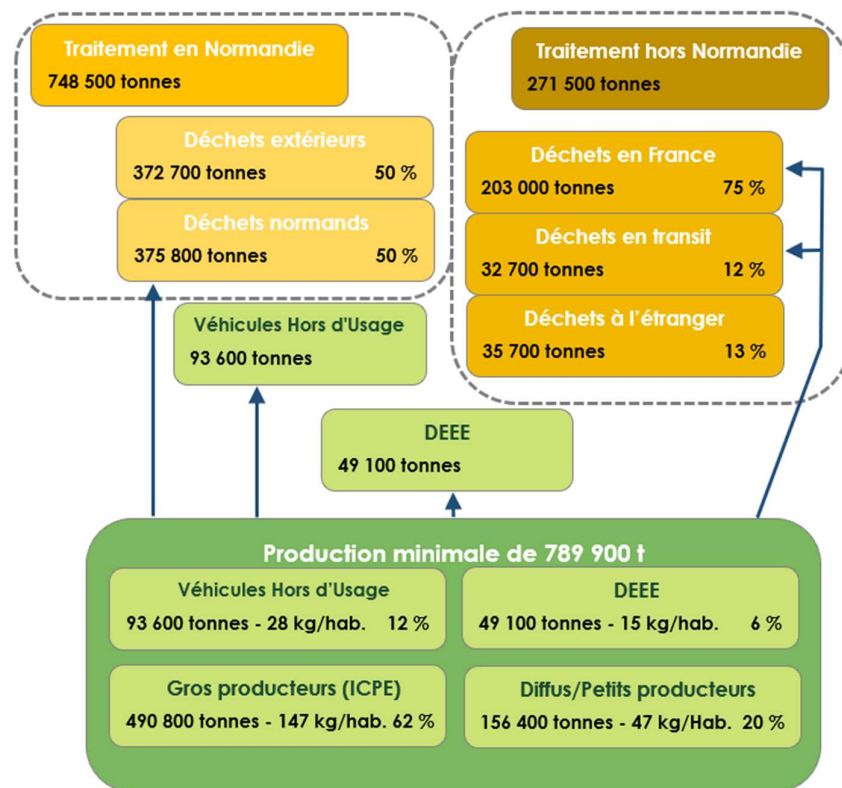 Traitement en Normandie
748 500 tonnes
Déchets extérieurs
372 700 tonnes 50 %
Déchets normands
375 800 tonnes 50 %
Traitement hors Normandie
271 500 tonnes
Déchets en France
203 000 tonnes 75 %
Déchets en transit
32 700 tonnes 12 %
Déchets à l'étranger
35 700 tonnes 13 %
Véhicules Hors d'Usage
93 600 tonnes
DEEE
49 100 tonnes
Production minimale de 789 900 t
Véhicules Hors d'Usage
93 600 tonnes - 28 kg/hab. 12 %
DEEE
49 100 tonnes - 15 kg/hab. 6 %
Gros producteurs (ICPE)
490 800 tonnes - 147 kg/hab. 62 %
Diffus/Petits producteurs
156 400 tonnes - 47 kg/Hab. 20 %